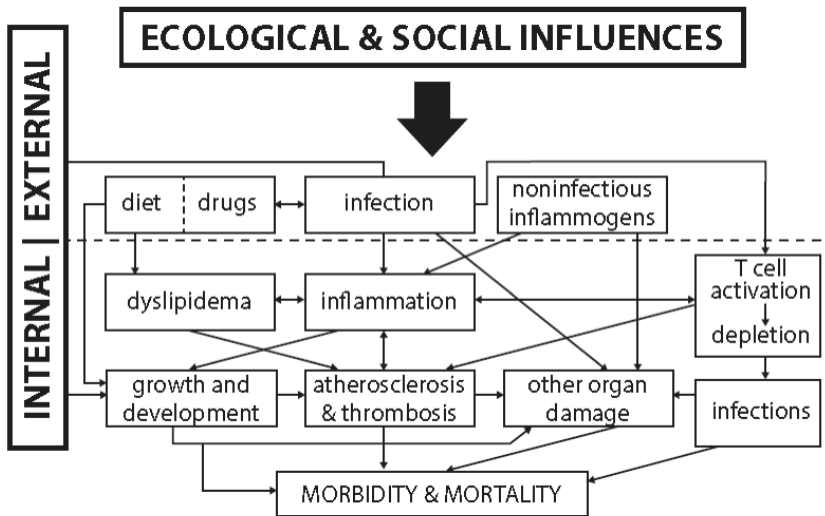 ECOLOGICAL & SOCIAL INFLUENCES
INTERNAL | EXTERNAL
diet
drugs
infection
noninfectious
inflammogens
dyslipidema
inflammation
T cell
activation
depletion
growth and
development
atherosclerosis
& thrombosis
other organ
damage
infections
MORBIDITY & MORTALITY